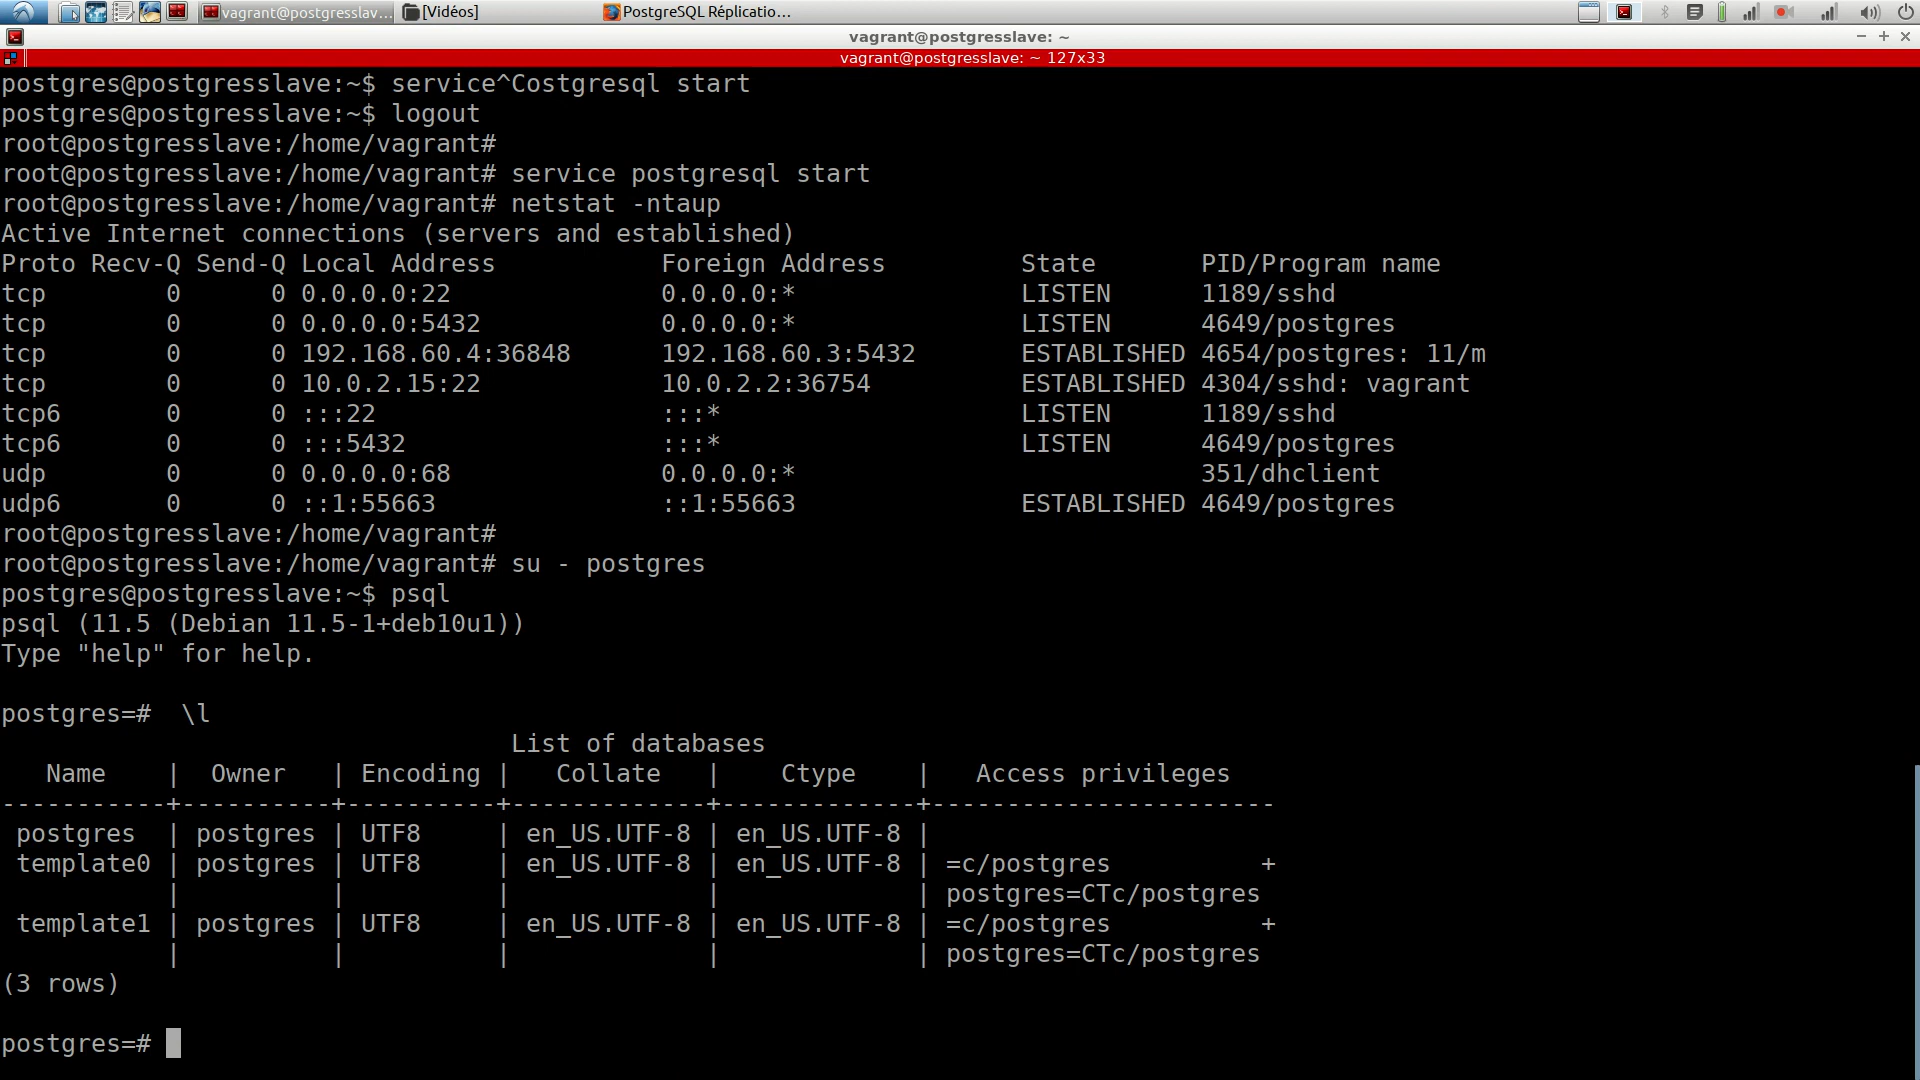 vagrant@postgresslav...
[Vidéos]
PostgreSQL Réplicatio...
vagrant@postgresslave: ~
vagrant@postgresslave: ~ 127x33
postgres@postgresslave:~$ service^Costgresql start
postgres@postgresslave:~$ logout
root@postgresslave:/home/vagrant#
root@postgresslave:/home/vagrant# service postgresql start
root@postgresslave:/home/vagrant# netstat -ntaup
Active Internet connections (servers and established)
Proto Recv-Q Send-Q Local Address           Foreign Address         State       PID/Program name
tcp        0      0 0.0.0.0:22              0.0.0.0:*               LISTEN      1189/sshd
tcp        0      0 0.0.0.0:5432            0.0.0.0:*               LISTEN      4649/postgres
tcp        0      0 192.168.60.4:36848      192.168.60.3:5432       ESTABLISHED 4654/postgres: 11/m
tcp        0      0 10.0.2.15:22            10.0.2.2:36754          ESTABLISHED 4304/sshd: vagrant
tcp6       0      0 :::22                   :::*                    LISTEN      1189/sshd
tcp6       0      0 :::5432                 :::*                    LISTEN      4649/postgres
udp        0      0 0.0.0.0:68              0.0.0.0:*                           351/dhclient
udp6       0      0 ::1:55663               ::1:55663               ESTABLISHED 4649/postgres
root@postgresslave:/home/vagrant#
root@postgresslave:/home/vagrant# su - postgres
postgres@postgresslave:~$ psql
psql (11.5 (Debian 11.5-1+deb10u1))
Type "help" for help.
postgres=#  \l
                                  List of databases
   Name    |  Owner   | Encoding |   Collate   |    Ctype    |   Access privileges
-----------+----------+----------+-------------+-------------+-----------------------
 postgres  | postgres | UTF8     | en_US.UTF-8 | en_US.UTF-8 |
 template0 | postgres | UTF8     | en_US.UTF-8 | en_US.UTF-8 | =c/postgres          +
           |          |          |             |             | postgres=CTc/postgres
 template1 | postgres | UTF8     | en_US.UTF-8 | en_US.UTF-8 | =c/postgres          +
           |          |          |             |             | postgres=CTc/postgres
(3 rows)
postgres=#